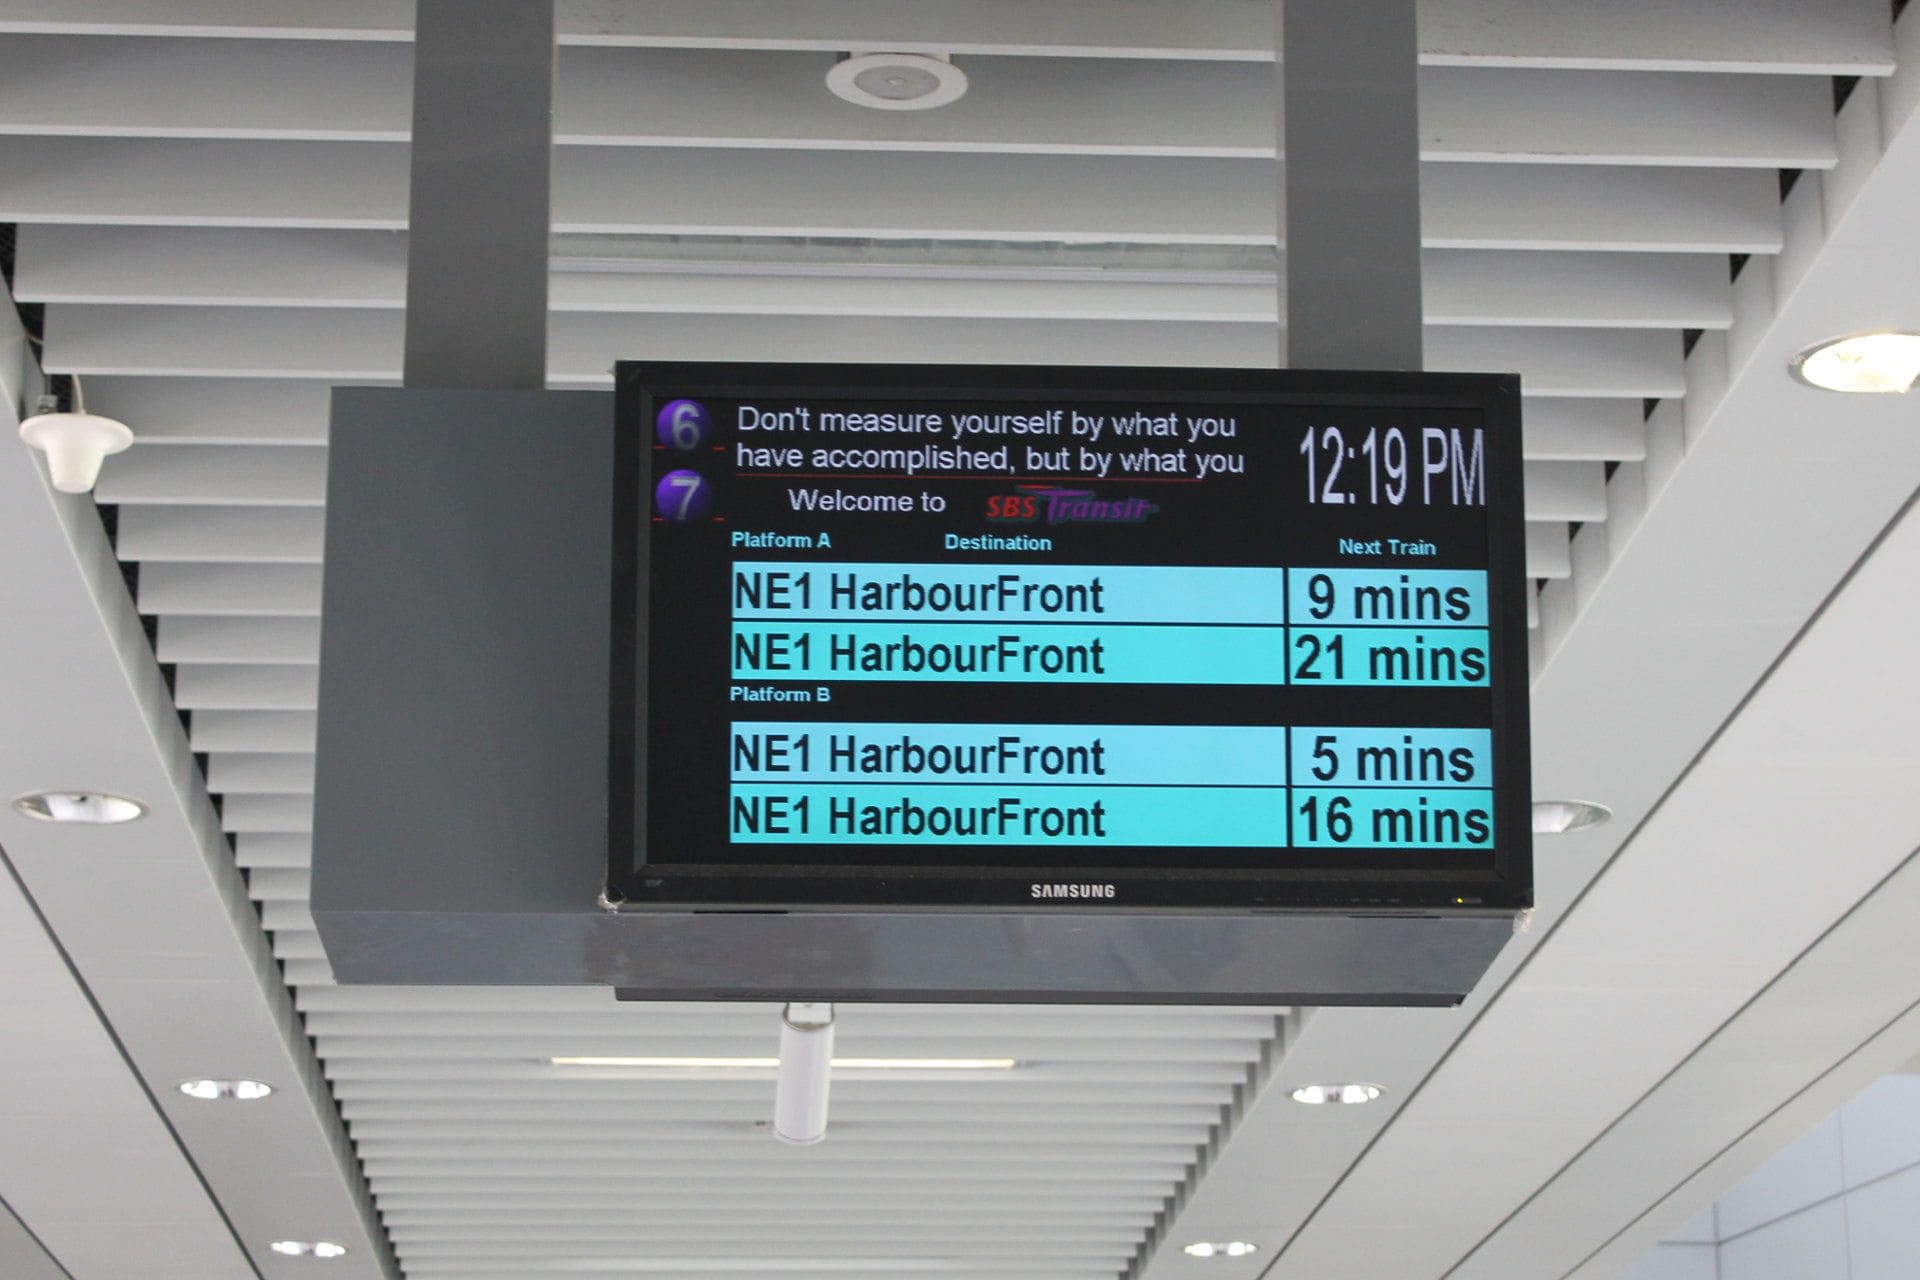 6 Don't measure yourself by what you
have accomplished, but by what you
12:19 PM
7 Welcome to SBS Transit
Platform A Destination Next Train
NE1 HarbourFront 9 mins
NE1 HarbourFront 21 mins
Platform B
NE1 HarbourFront 5 mins
NE1 HarbourFront 16 mins
SAMSUNG